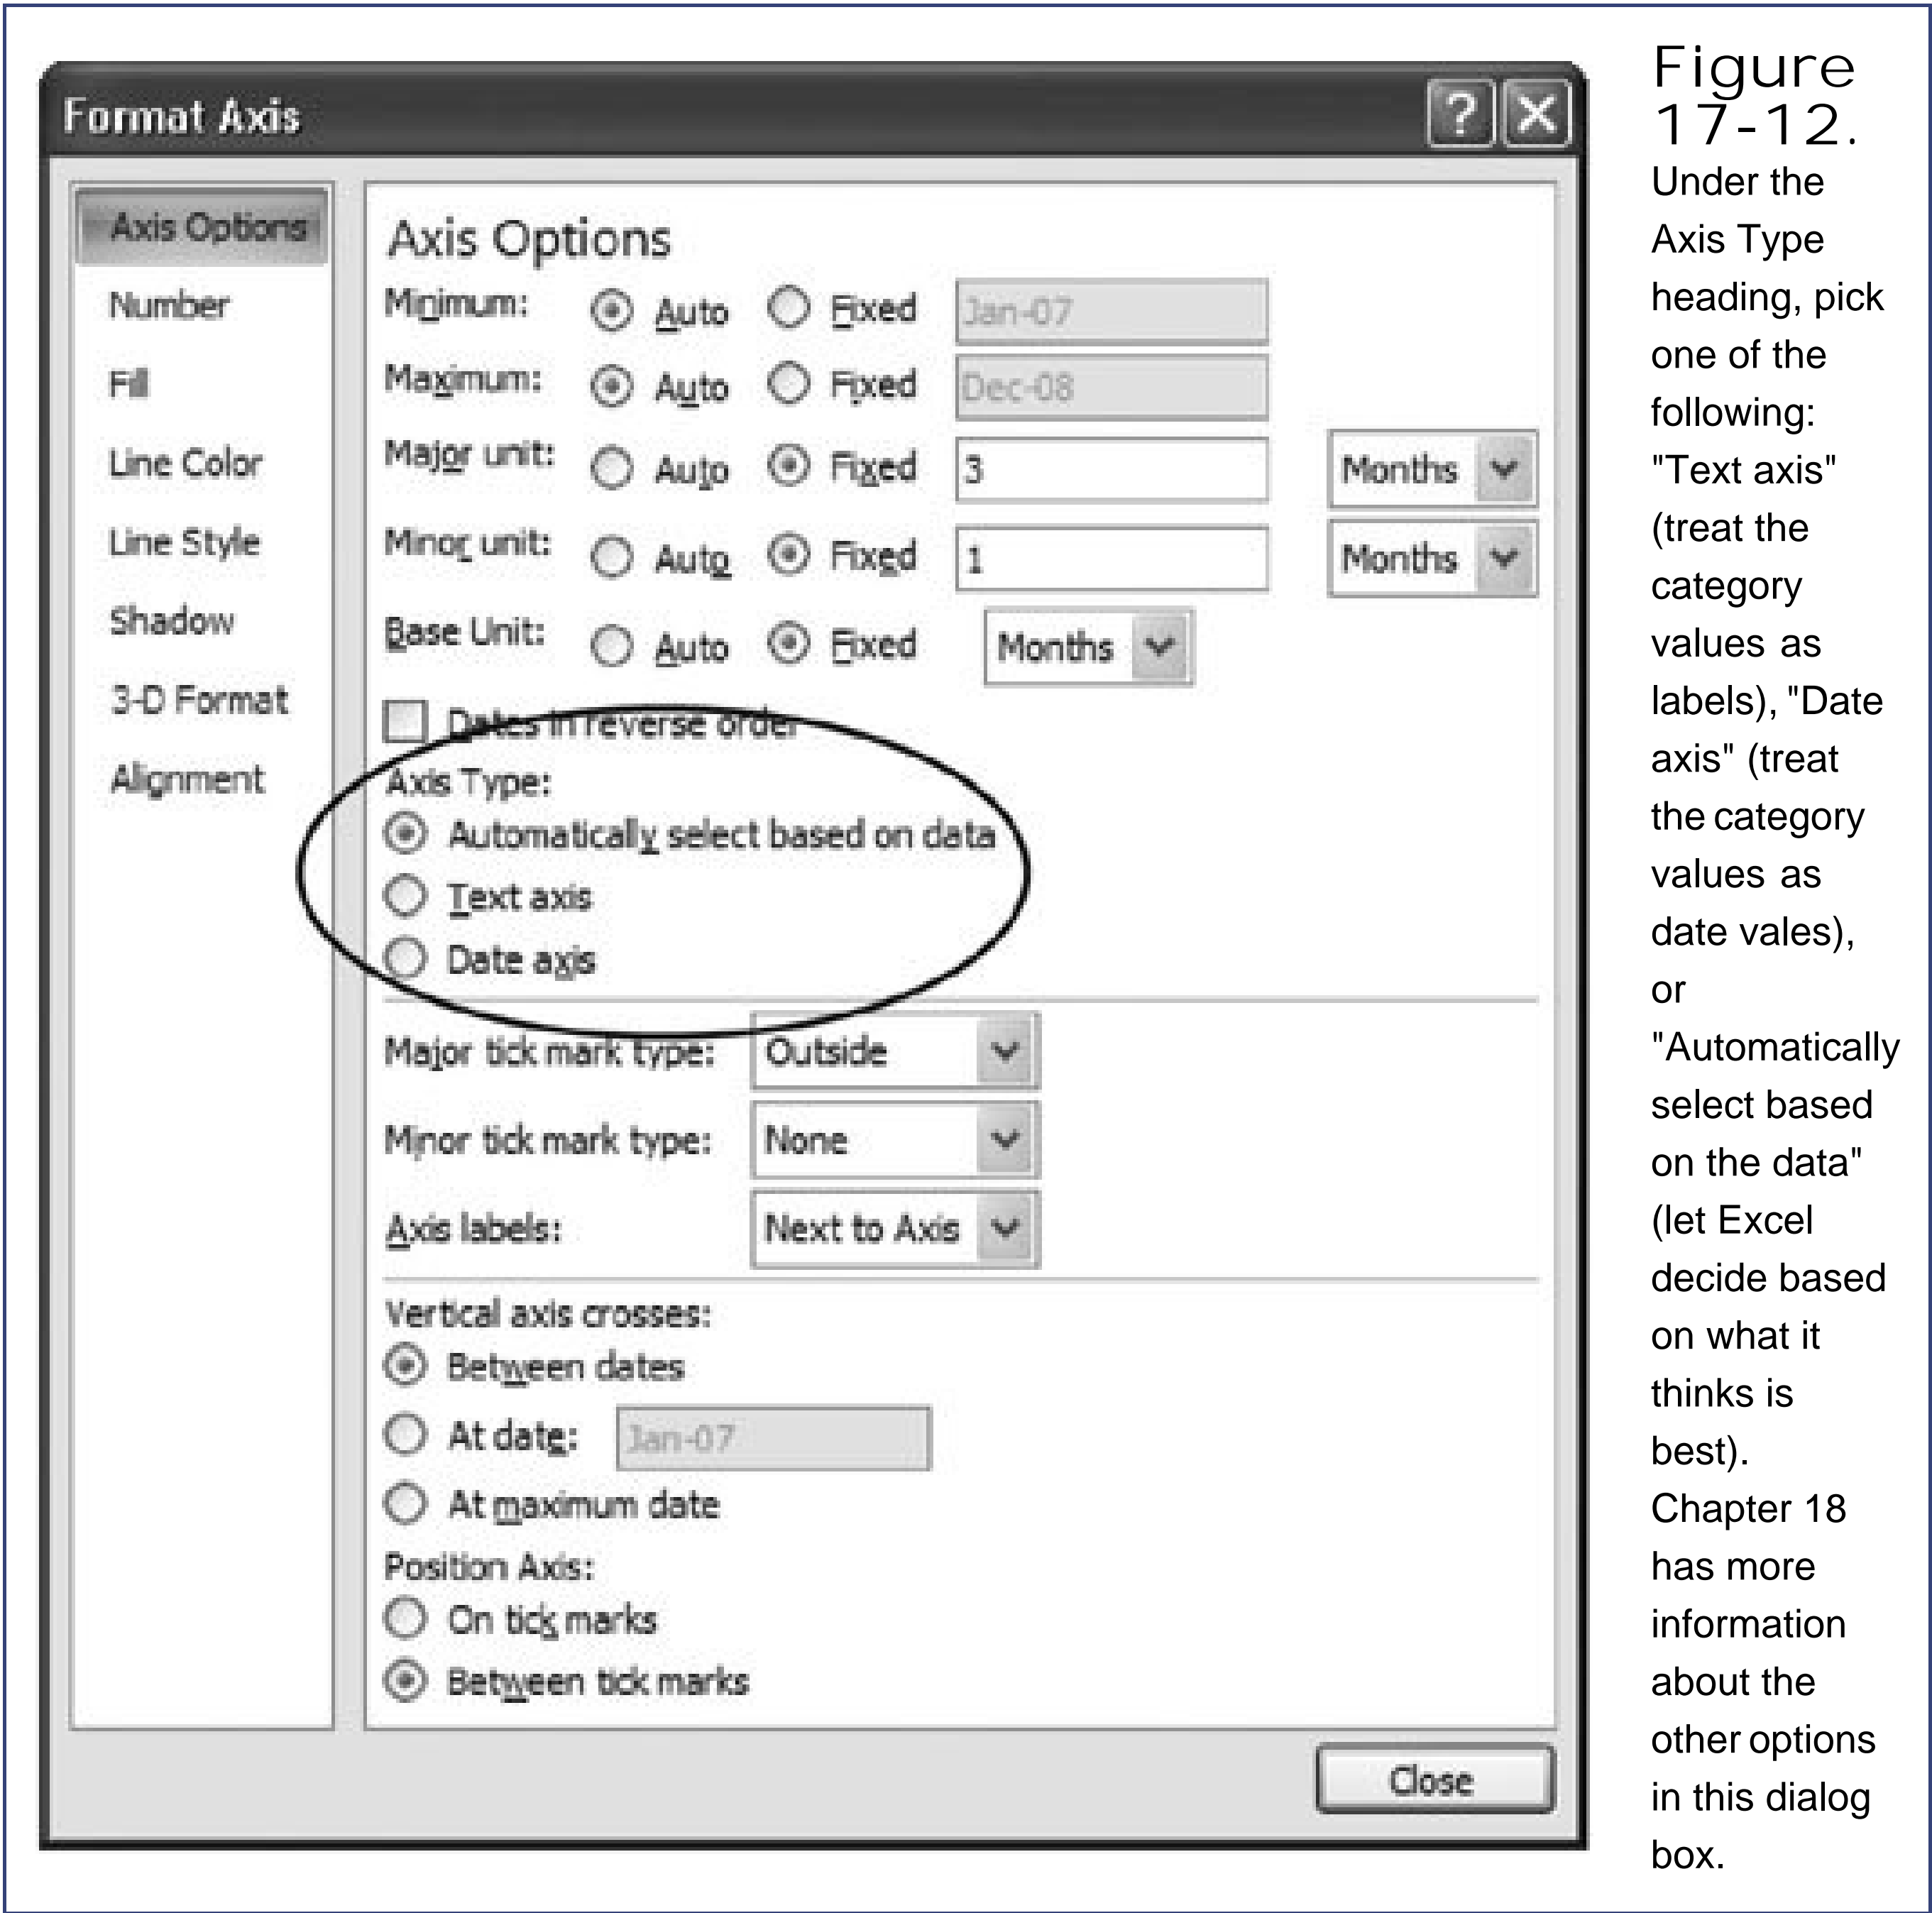 Format Axis
Axis Options
Number
Fill
Line Color
Line Style
Shadow
3-D Format
Alignment
Axis Options
Minimum: Auto Fixed Jan-07
Maximum: Auto Fixed Dec-08
Major unit: Auto Fixed 3 Months
Minor unit: Auto Fixed 1 Months
Base Unit: Auto Fixed Months
Dates in reverse order
Axis Type:
Automatically select based on data
Text axis
Date axis
Major tick mark type: Outside
Minor tick mark type: None
Axis labels: Next to Axis
Vertical axis crosses:
Between dates
At date: Jan-07
At maximum date
Position Axis:
On tick marks
Between tick marks
Close
Figure
17-12.
Under the
Axis Type
heading, pick
one of the
following:
"Text axis"
(treat the
category
values as
labels), "Date
axis" (treat
the category
values as
date vales),
or
"Automatically
select based
on the data"
(let Excel
decide based
on what it
thinks is
best).
Chapter 18
has more
information
about the
other options
in this dialog
box.